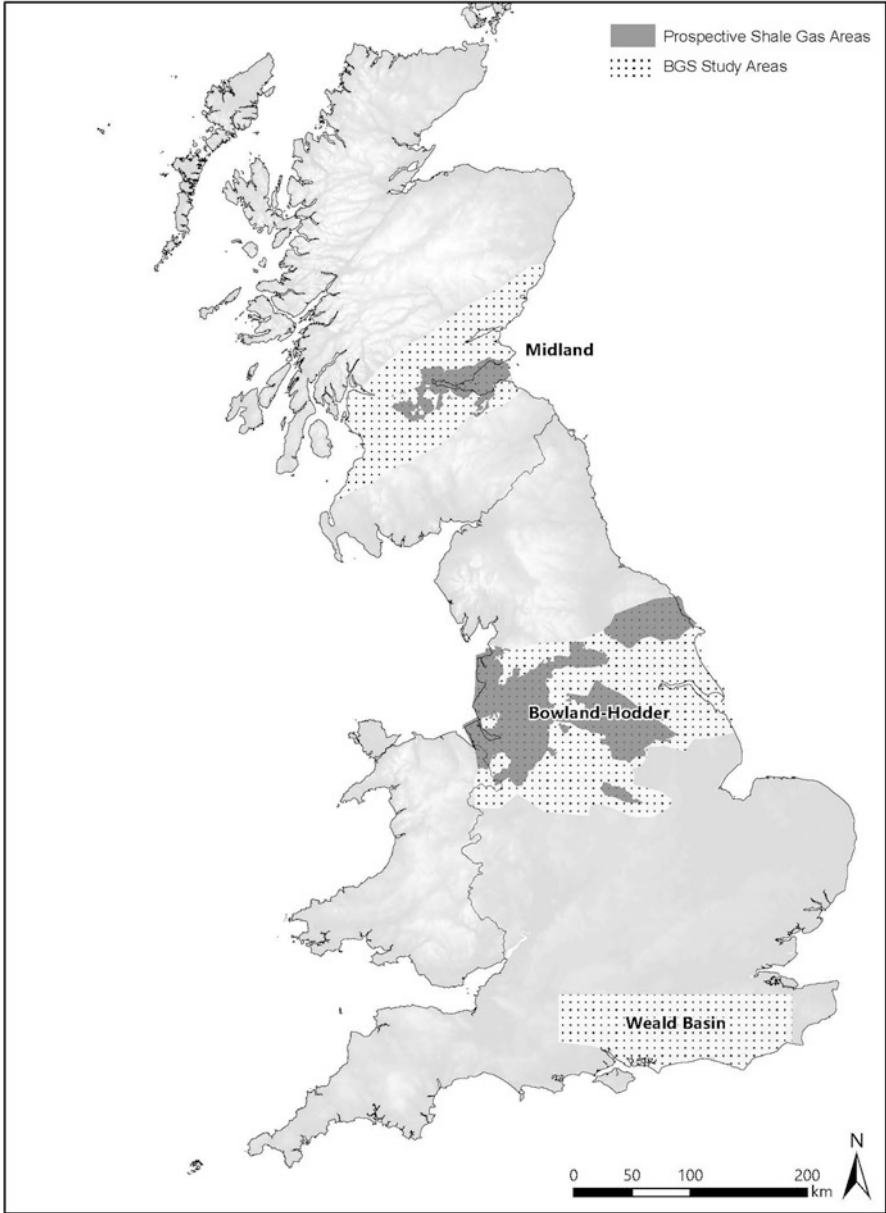 Prospective Shale Gas Areas
BGS Study Areas
Midland
Bowland-Hodder
Weald Basin
N
0 50 100 200
km